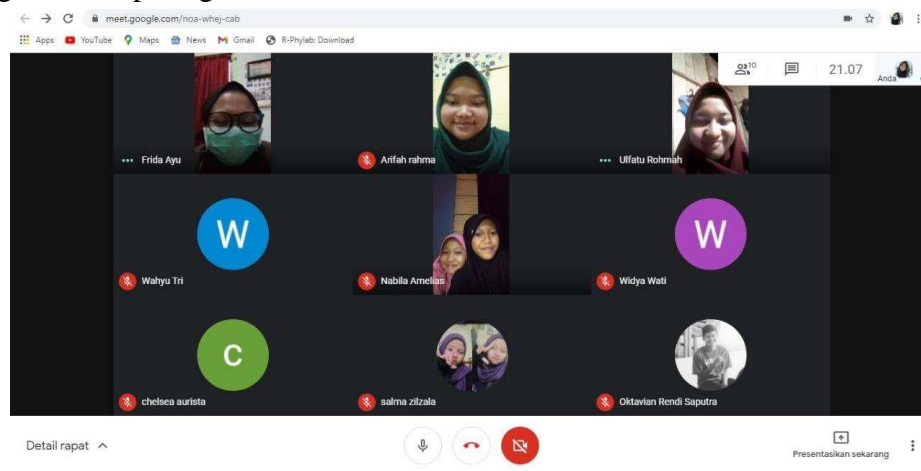 meet.google.com/noa-whej-cab
Apps YouTube Maps News Gmail R-Phylab: Download
10 21.07 Anda
Frida Ayu Arifah rahma Ulfatu Rohmah
W W
Wahyu Tri Nabila Amelias Widya Wati
C
chelsea aurista salma zilzala Oktavian Rendi Saputra
Detail rapat Presentasikan sekarang